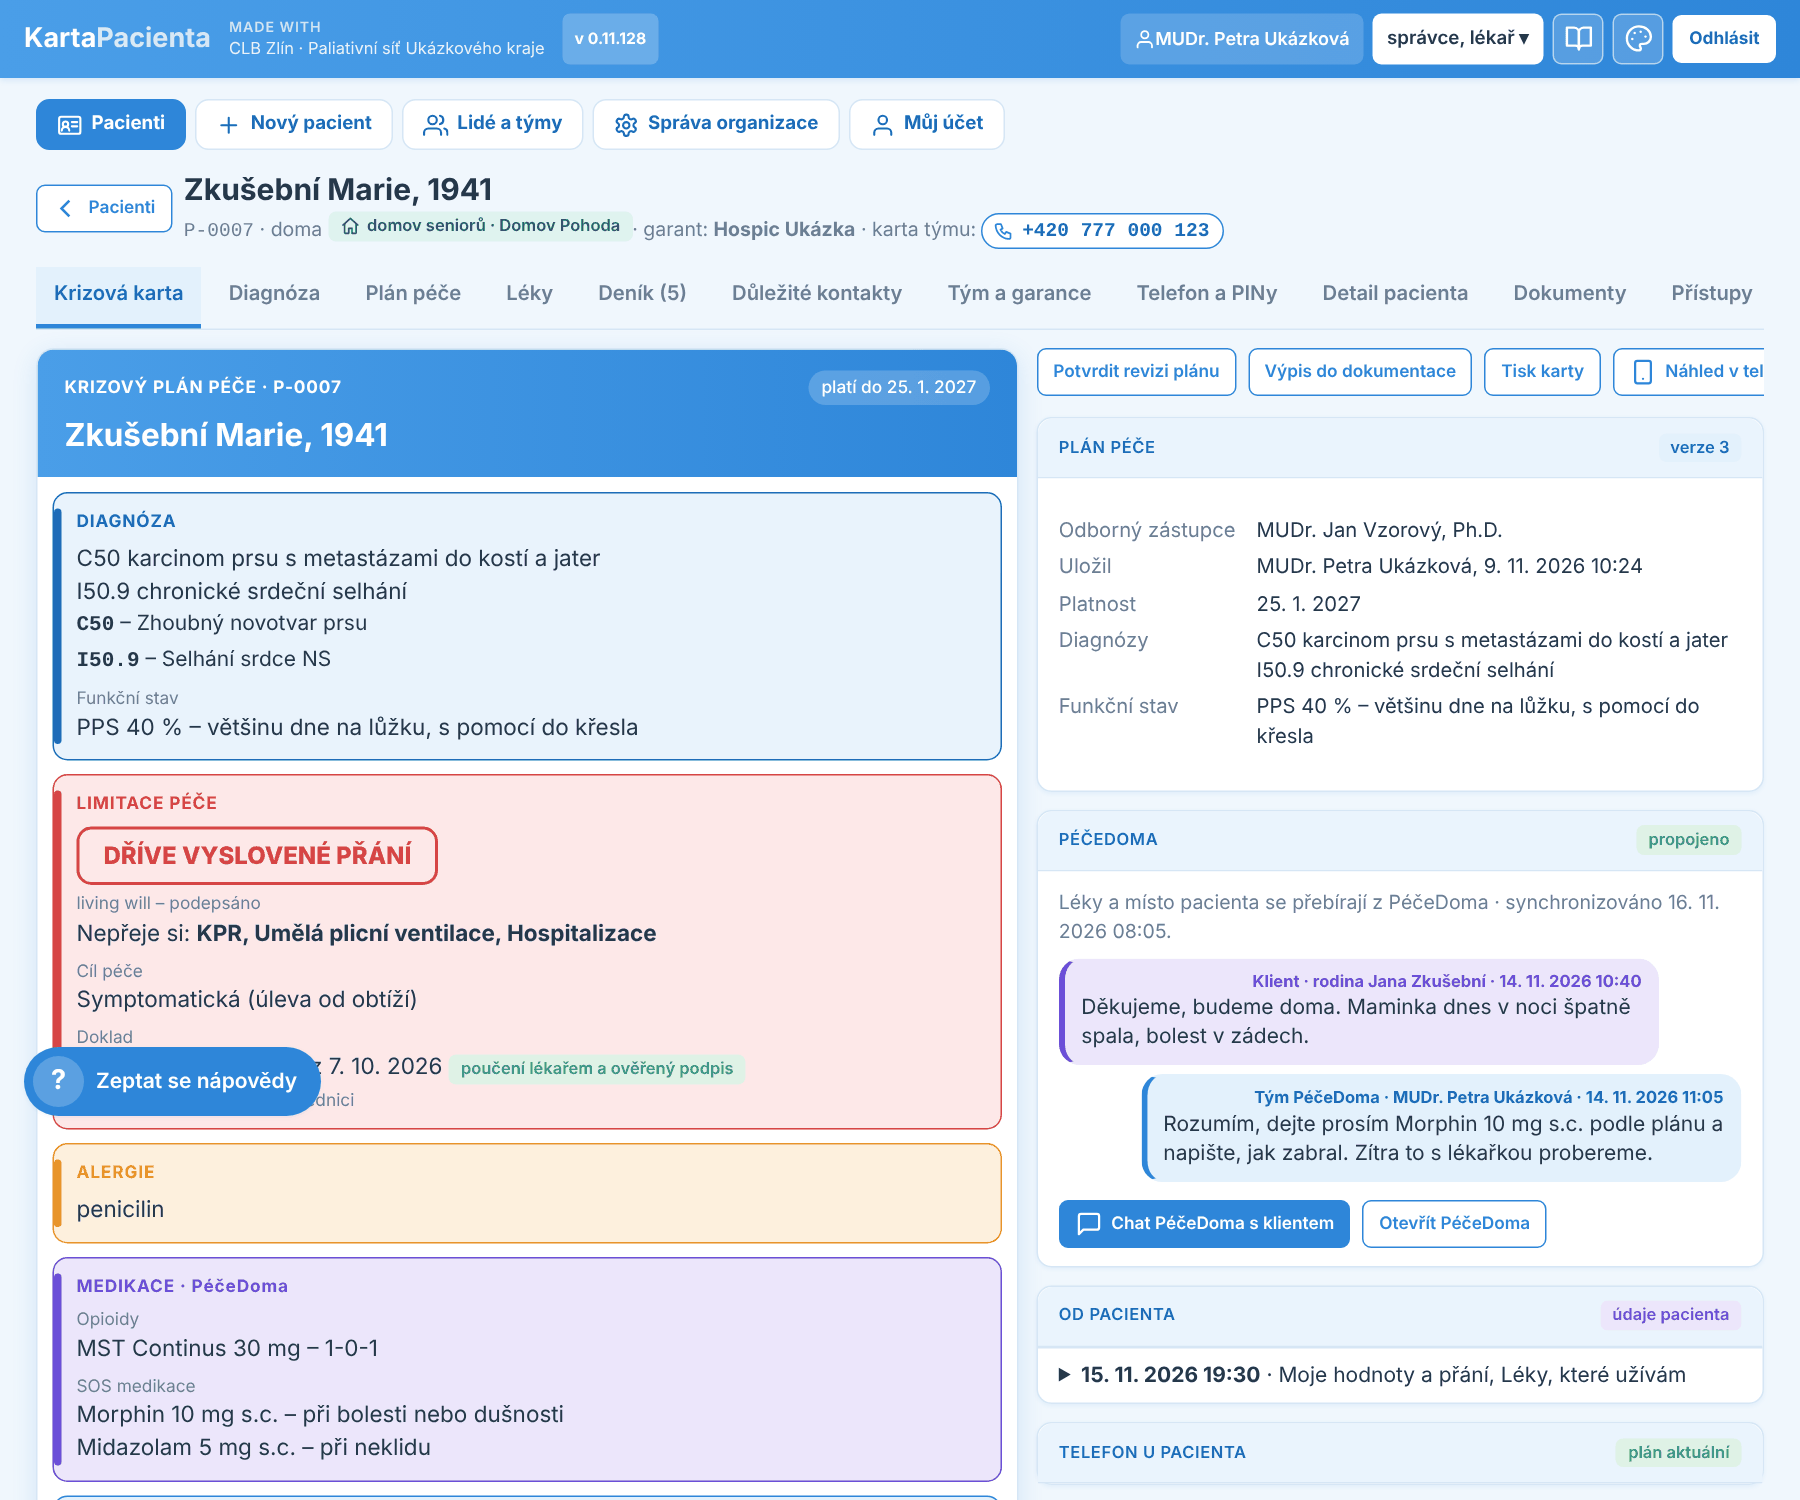 KartaPacienta
MADE WITH
CLB Zlín · Paliativní síť Ukázkového kraje
v 0.11.128
MUDr. Petra Ukázková
správce, lékař ▾
Odhlásit
Pacienti
Nový pacient
Lidé a týmy
Správa organizace
Můj účet
Pacienti
Zkušební Marie, 1941
P-0007 · doma domov seniorů · Domov Pohoda · garant: Hospic Ukázka · karta týmu: +420 777 000 123
Krizová karta
Diagnóza
Plán péče
Léky
Deník (5)
Důležité kontakty
Tým a garance
Telefon a PINy
Detail pacienta
Dokumenty
Přístupy
KRIZOVÝ PLÁN PÉČE · P-0007
platí do 25. 1. 2027
Zkušební Marie, 1941
DIAGNÓZA
C50 karcinom prsu s metastázami do kostí a jater
I50.9 chronické srdeční selhání
C50 – Zhoubný novotvar prsu
I50.9 – Selhání srdce NS
Funkční stav
PPS 40 % – většinu dne na lůžku, s pomocí do křesla
LIMITACE PÉČE
DŘÍVE VYSLOVENÉ PŘÁNÍ
living will – podepsáno
Nepřeje si: KPR, Umělá plicní ventilace, Hospitalizace
Cíl péče
Symptomatická (úleva od obtíží)
Doklad
z 7. 10. 2026 poučení lékařem a ověřený podpis
? Zeptat se nápovědy
ALERGIE
penicilin
MEDIKACE · PéčeDoma
Opioidy
MST Continus 30 mg – 1-0-1
SOS medikace
Morphin 10 mg s.c. – při bolesti nebo dušnosti
Midazolam 5 mg s.c. – při neklidu
Potvrdit revizi plánu
Výpis do dokumentace
Tisk karty
Náhled v tel
PLÁN PÉČE
verze 3
Odborný zástupce MUDr. Jan Vzorový, Ph.D.
Uložil MUDr. Petra Ukázková, 9. 11. 2026 10:24
Platnost 25. 1. 2027
Diagnózy C50 karcinom prsu s metastázami do kostí a jater
I50.9 chronické srdeční selhání
Funkční stav PPS 40 % – většinu dne na lůžku, s pomocí do
křesla
PÉČEDOMA
propojeno
Léky a místo pacienta se přebírají z PéčeDoma · synchronizováno 16. 11.
2026 08:05.
Klient · rodina Jana Zkušební · 14. 11. 2026 10:40
Děkujeme, budeme doma. Maminka dnes v noci špatně
spala, bolest v zádech.
Tým PéčeDoma · MUDr. Petra Ukázková · 14. 11. 2026 11:05
Rozumím, dejte prosím Morphin 10 mg s.c. podle plánu a
napište, jak zabral. Zítra to s lékařkou probereme.
Chat PéčeDoma s klientem
Otevřít PéčeDoma
OD PACIENTA
údaje pacienta
▶ 15. 11. 2026 19:30 · Moje hodnoty a přání, Léky, které užívám
TELEFON U PACIENTA
plán aktuální